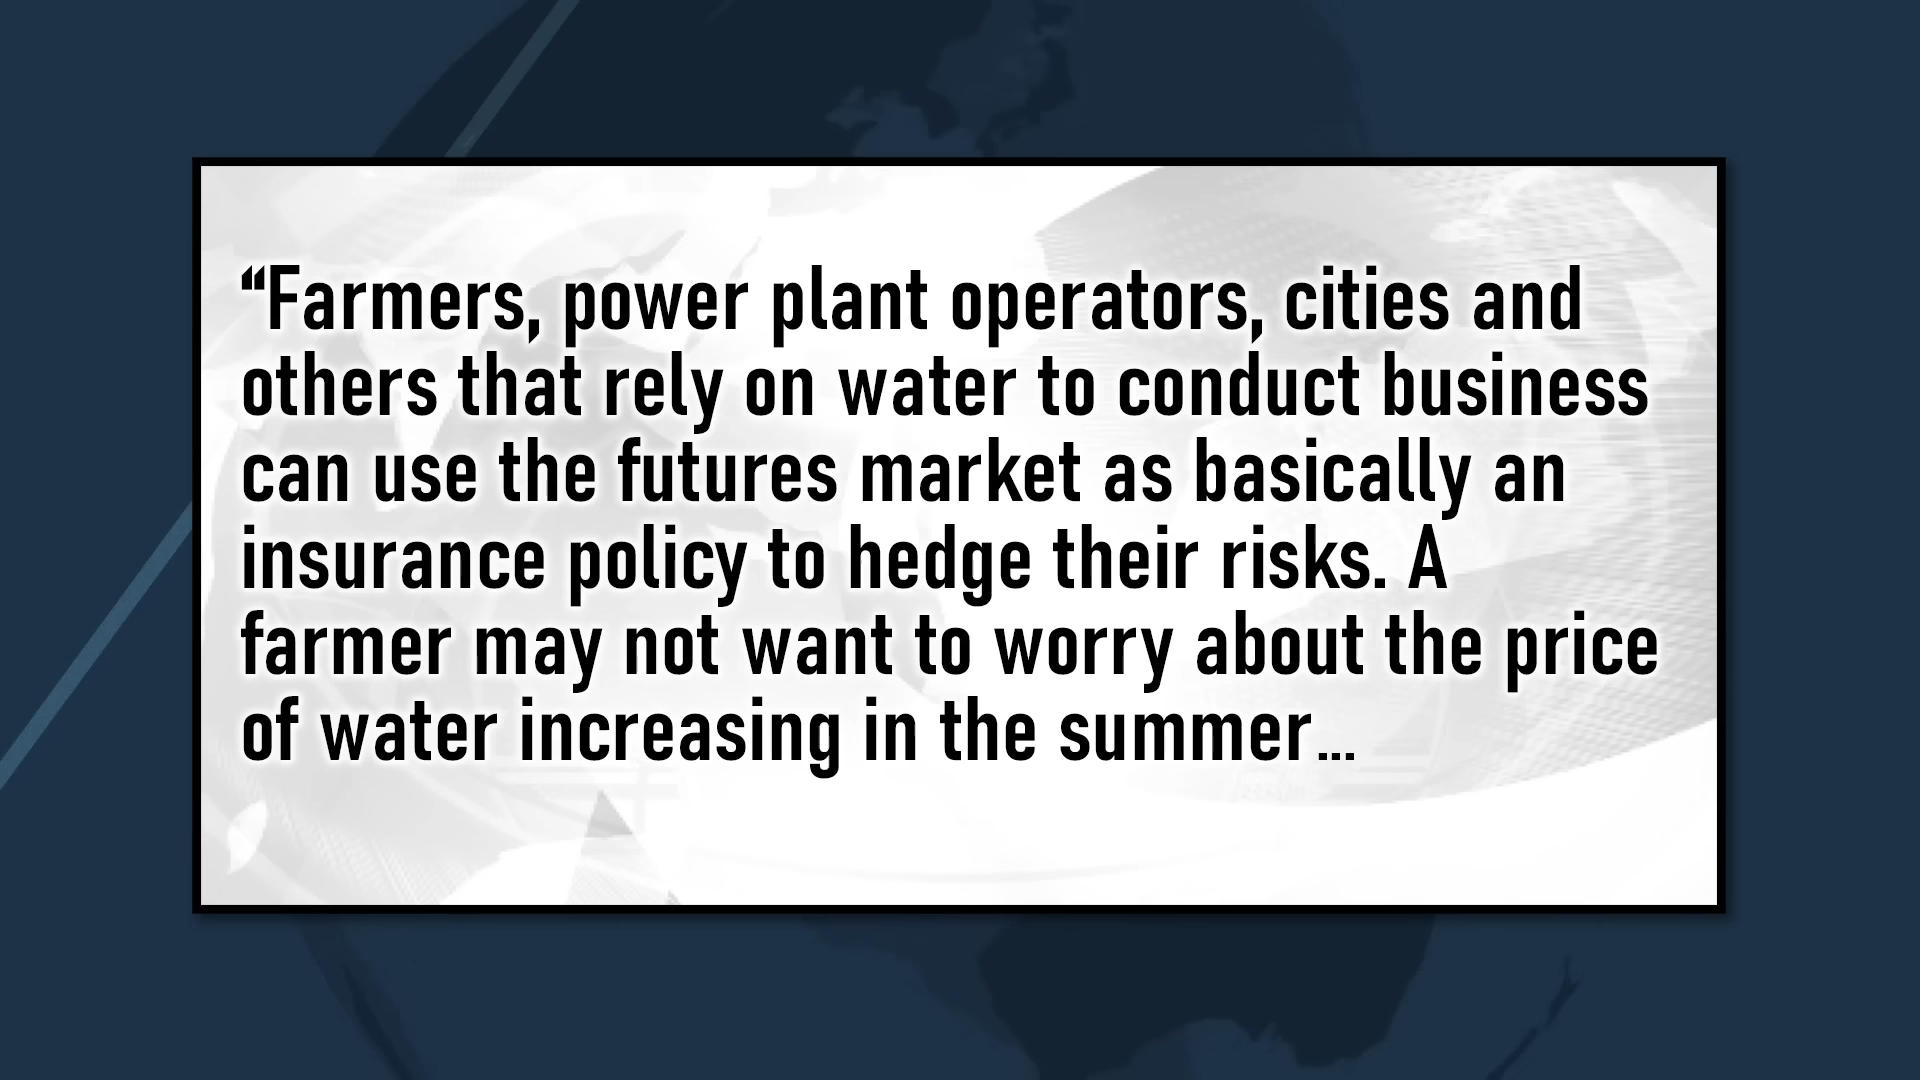 “Farmers, power plant operators, cities and
others that rely on water to conduct business
can use the futures market as basically an
insurance policy to hedge their risks. A
farmer may not want to worry about the price
of water increasing in the summer...